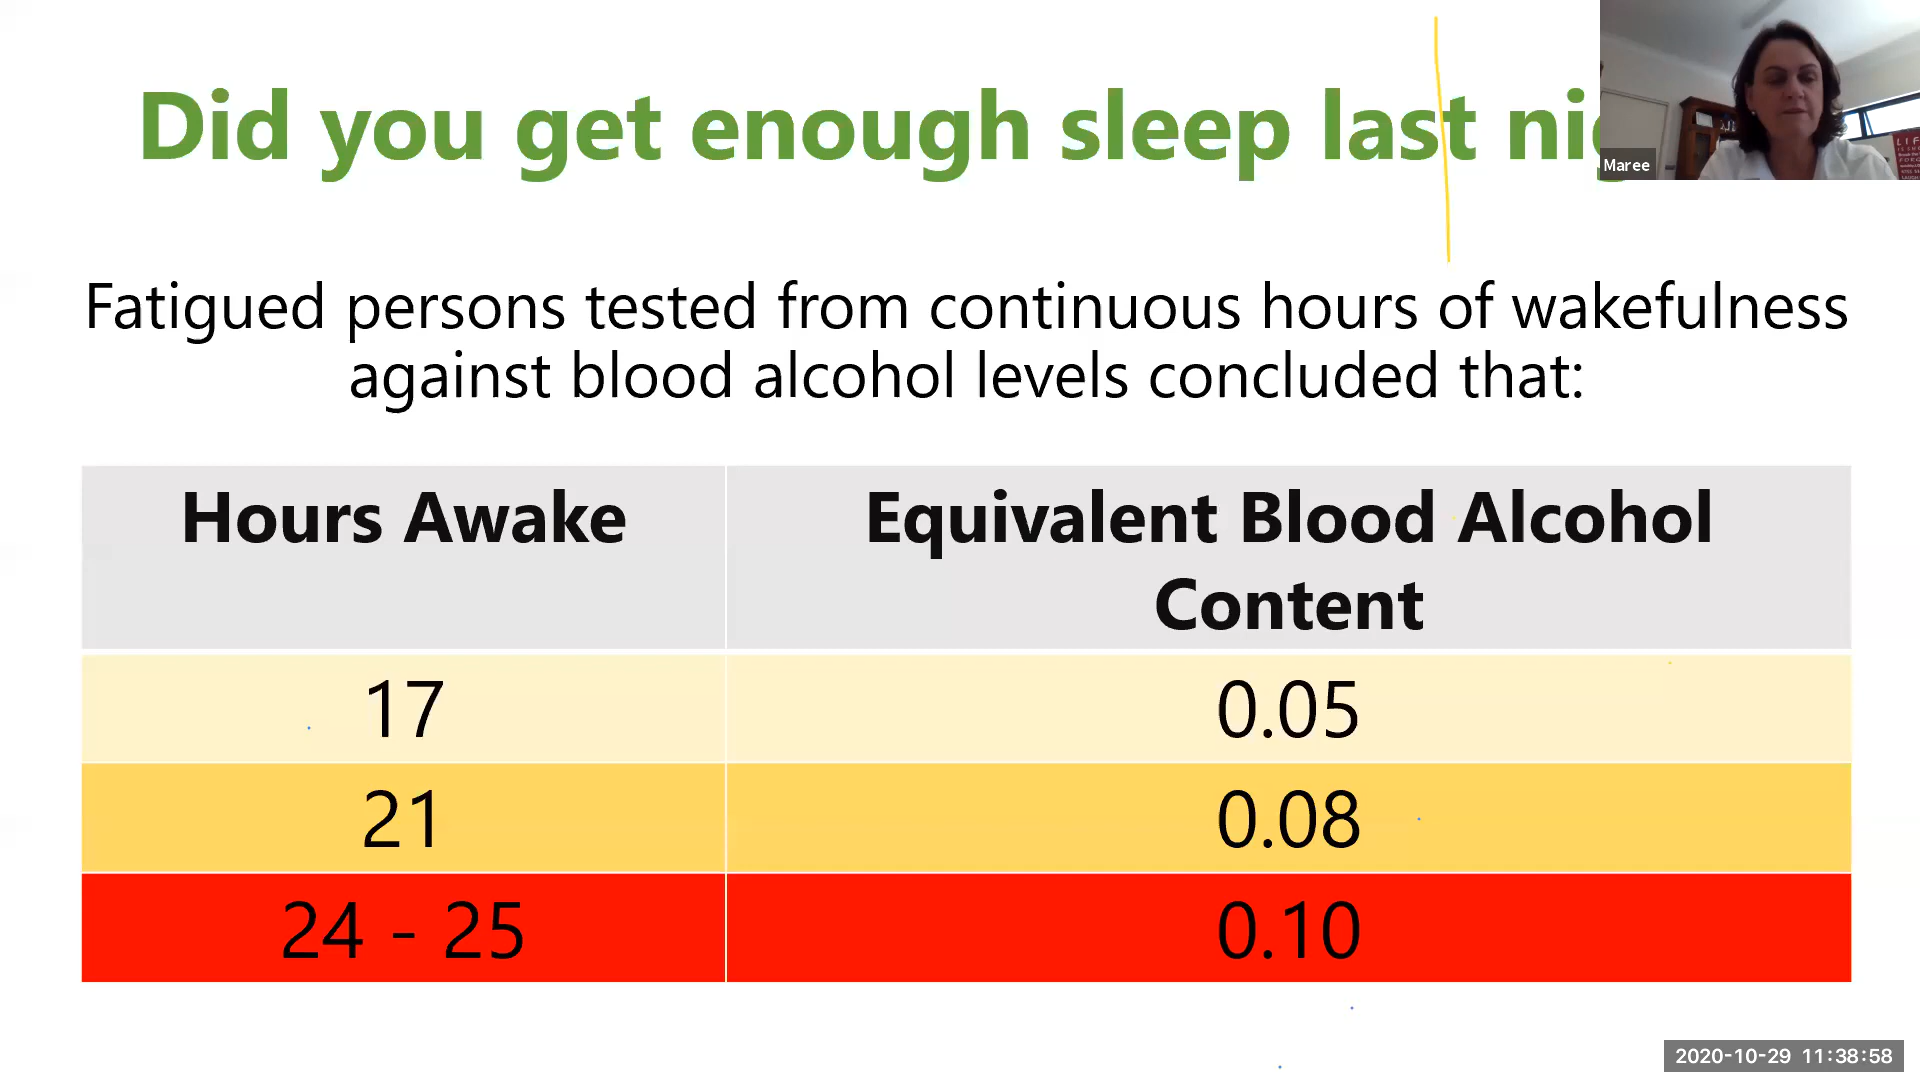 Did you get enough sleep last
Maree
Fatigued persons tested from continuous hours of wakefulness
against blood alcohol levels concluded that:
Hours Awake
Equivalent Blood Alcohol
Content
17
0.05
21
0.08
24 - 25
0.10
2020-10-29 11:38:58